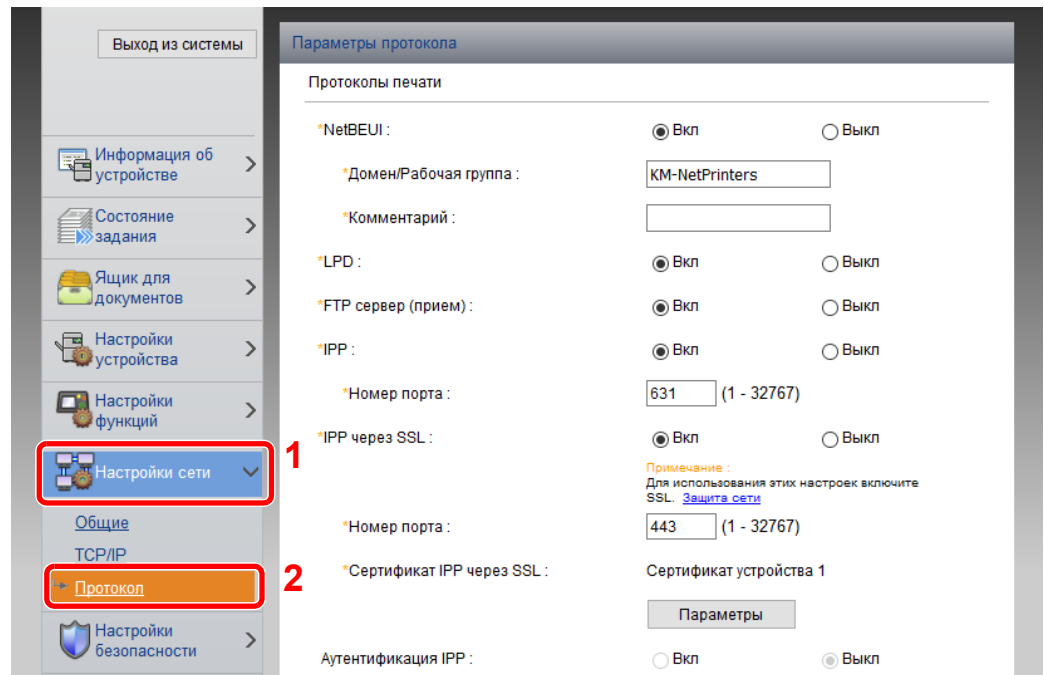 Выход из системы
Информация об
устройстве
Состояние
задания
Ящик для
документов
Настройки
устройства
Настройки
функций
Настройки сети
1
Общие
TCP/IP
Протокол
2
Настройки
безопасности
Параметры протокола
Протоколы печати
*NetBEUI : Вкл Выкл
*Домен/Рабочая группа : KM-NetPrinters
*Комментарий :
*LPD : Вкл Выкл
*FTP сервер (прием) : Вкл Выкл
*IPP : Вкл Выкл
*Номер порта : 631 (1 - 32767)
*IPP через SSL : Вкл Выкл
Примечание :
Для использования этих настроек включите
SSL. Защита сети
*Номер порта : 443 (1 - 32767)
*Сертификат IPP через SSL : Сертификат устройства 1
Параметры
Аутентификация IPP : Вкл Выкл